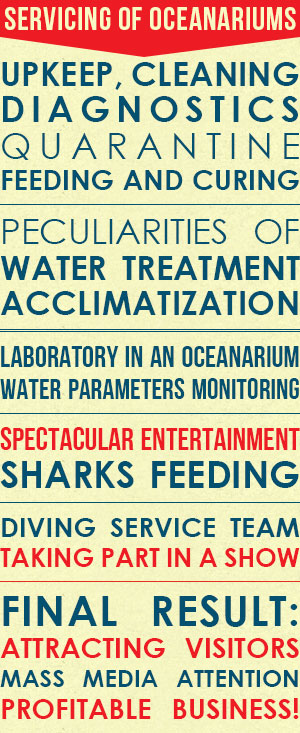 SERVICING OF OCEANARIUMS
UPKEEP, CLEANING
DIAGNOSTICS
QUARANTINE
FEEDING AND CURING
PECULIARITIES OF
WATER TREATMENT
ACCLIMATIZATION
LABORATORY IN AN OCEANARIUM
WATER PARAMETERS MONITORING
SPECTACULAR ENTERTAINMENT
SHARKS FEEDING
DIVING SERVICE TEAM
TAKING PART IN A SHOW
FINAL RESULT:
ATTRACTING VISITORS
MASS MEDIA ATTENTION
PROFITABLE BUSINESS!